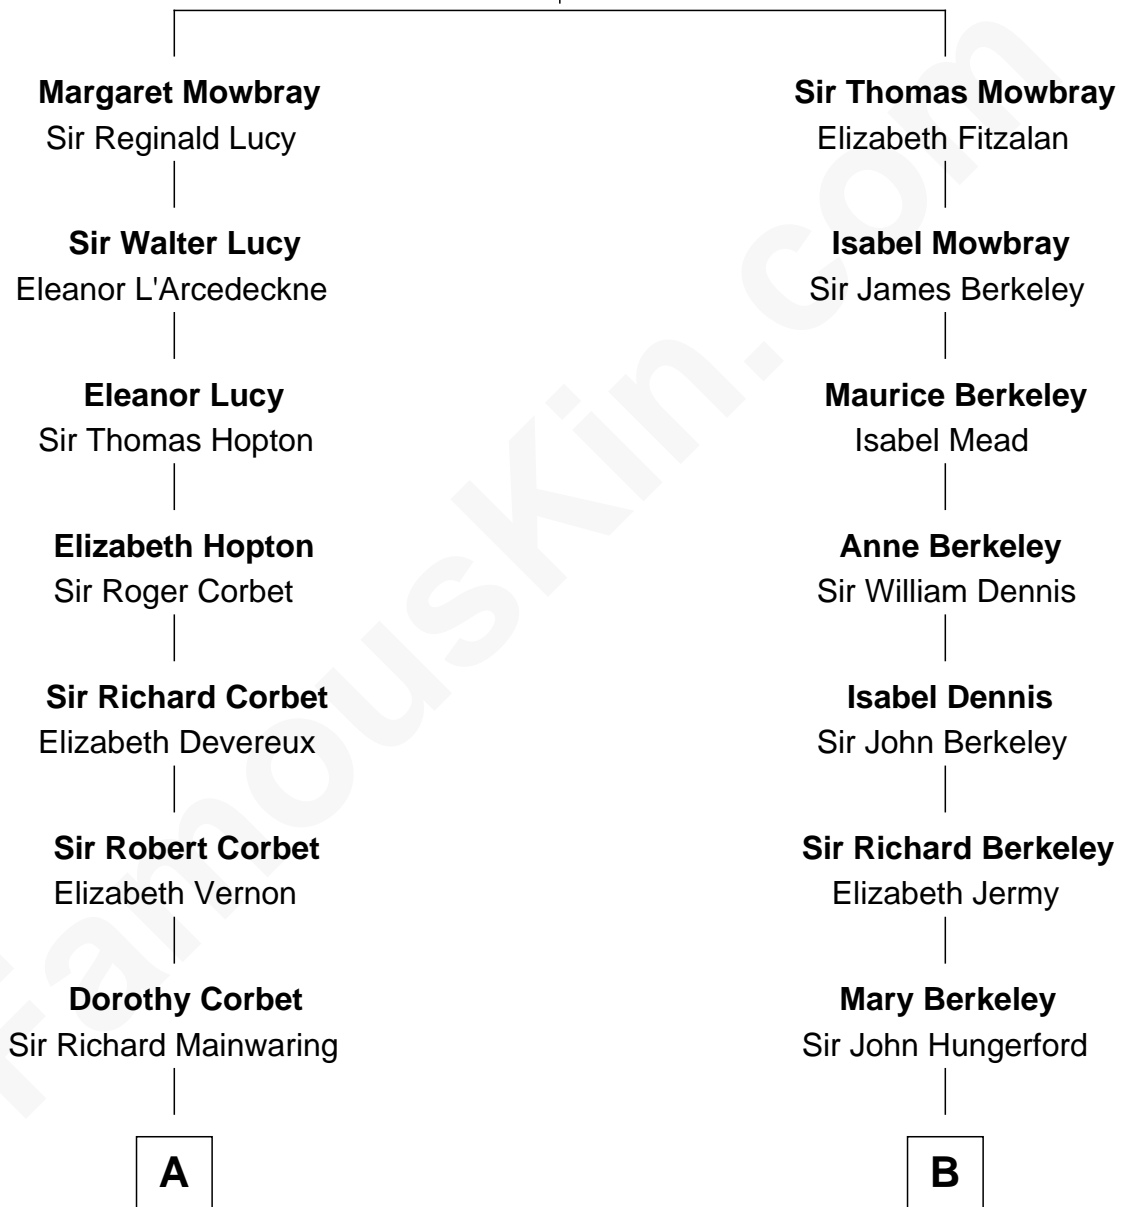 Margaret Mowbray
Sir Reginald Lucy
Sir Walter Lucy
Eleanor L'Arcedeckne
Eleanor Lucy
Sir Thomas Hopton
Elizabeth Hopton
Sir Roger Corbet
Sir Richard Corbet
Elizabeth Devereux
Sir Robert Corbet
Elizabeth Vernon
Dorothy Corbet
Sir Richard Mainwaring
A
Sir Thomas Mowbray
Elizabeth Fitzalan
Isabel Mowbray
Sir James Berkeley
Maurice Berkeley
Isabel Mead
Anne Berkeley
Sir William Dennis
Isabel Dennis
Sir John Berkeley
Sir Richard Berkeley
Elizabeth Jermy
Mary Berkeley
Sir John Hungerford
B
FamousKin.com